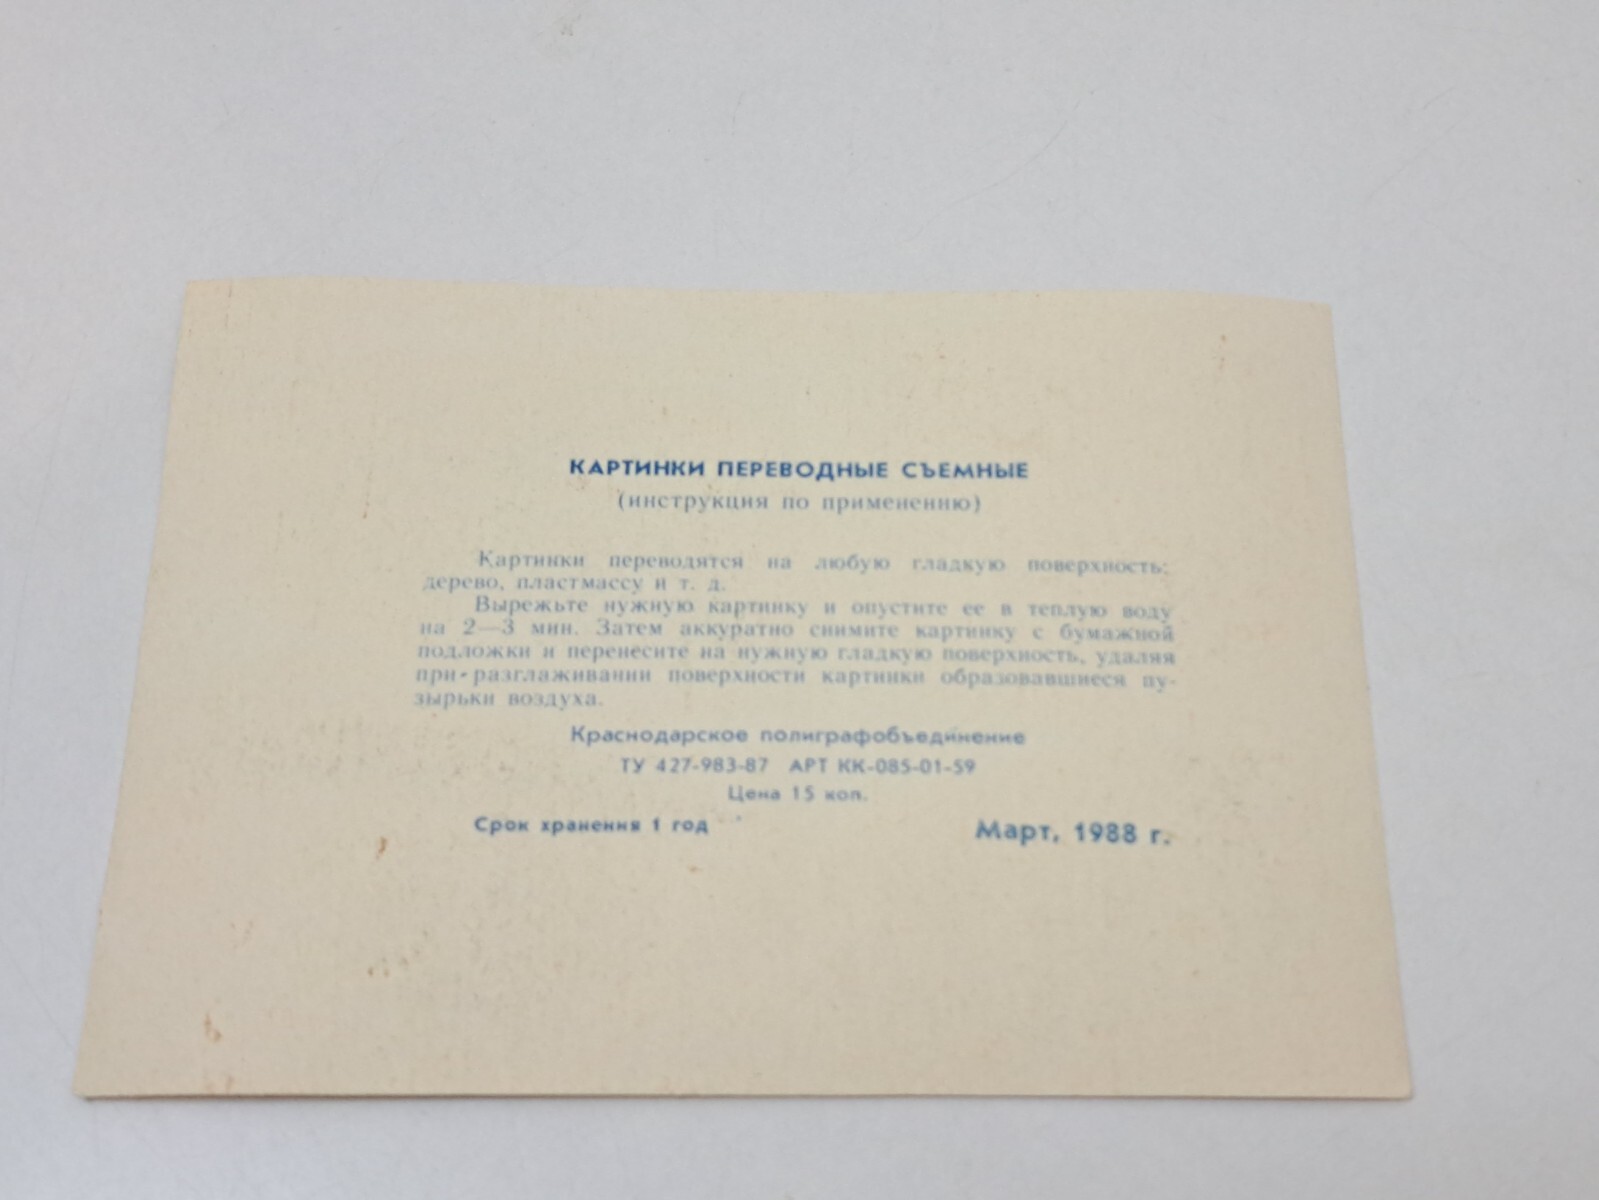 КАРТИНКИ ПЕРЕВОДНЫЕ СЪЕМНЫЕ
(инструкция по применению)
Картинки переводятся на любую гладкую поверхность:
дерево, пластмассу и т. д.
Вырежьте нужную картинку и опустите ее в теплую воду
на 2—3 мин. Затем аккуратно снимите картинку с бумажной
подложки и перенесите на нужную гладкую поверхность, удаляя
при разглаживании поверхности картинки образовавшиеся пу-
зырьки воздуха.
Краснодарское полиграфобъединение
ТУ 427-983-87 АРТ КК-085-01-59
Цена 15 коп.
Срок хранения 1 год
Март, 1988 г.